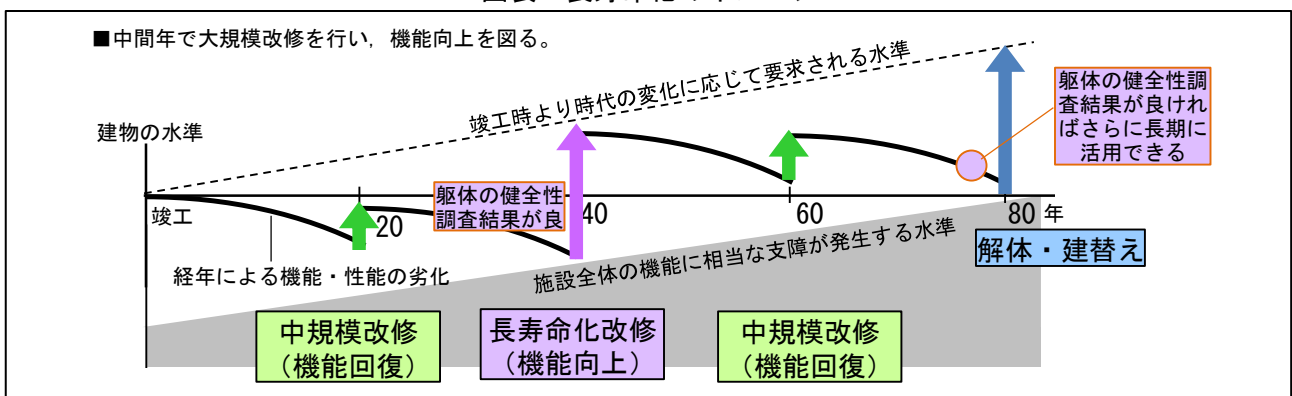 ■中間年で大規模改修を行い，機能向上を図る。
竣工時より時代の変化に応じて要求される水準
躯体の健全性調
査結果が良けれ
ばさらに長期に
活用できる
建物の水準
竣工
20
躯体の健全性
調査結果が良
40
60
80 年
経年による機能・性能の劣化
施設全体の機能に相当な支障が発生する水準
解体・建替え
中規模改修
（機能回復）
長寿命化改修
（機能向上）
中規模改修
（機能回復）